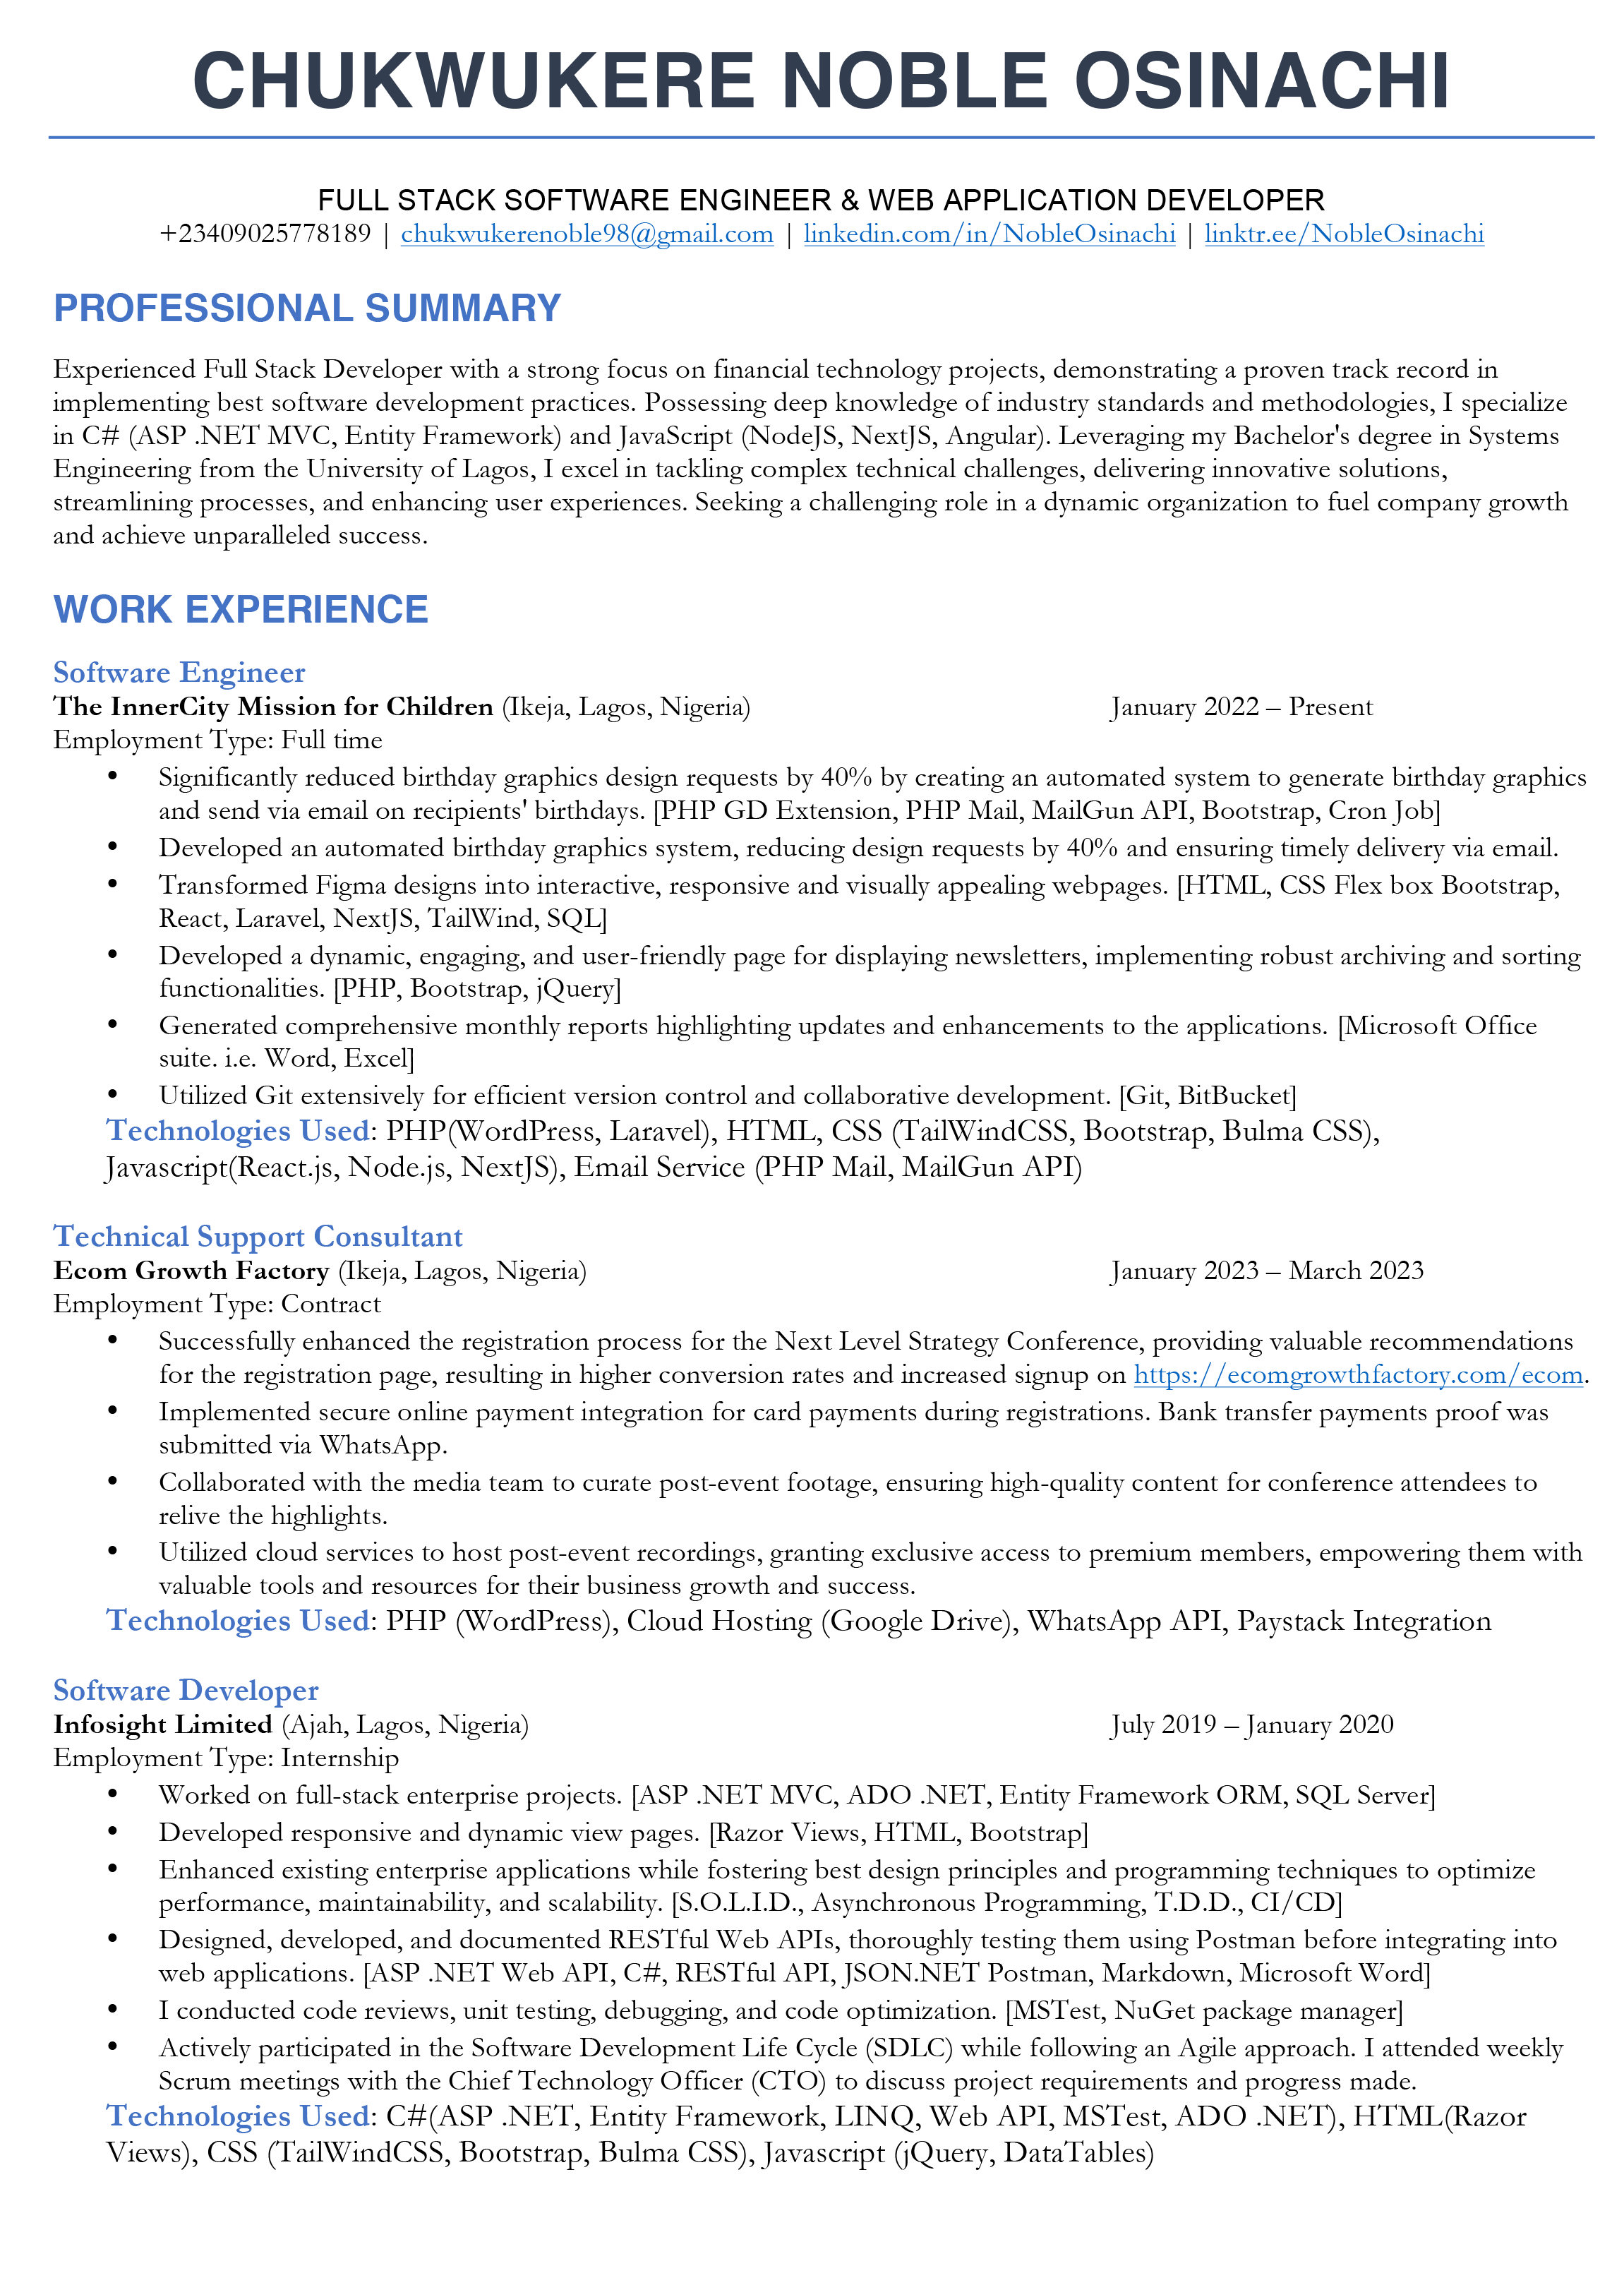 CHUKWUKERE NOBLE OSINACHI
FULL STACK SOFTWARE ENGINEER & WEB APPLICATION DEVELOPER
+23409025778189 | chukwukerenoble98@gmail.com | linkedin.com/in/NobleOsinachi | linktr.ee/NobleOsinachi
PROFESSIONAL SUMMARY
Experienced Full Stack Developer with a strong focus on financial technology projects, demonstrating a proven track record in
implementing best software development practices. Possessing deep knowledge of industry standards and methodologies, I specialize
in C# (ASP .NET MVC, Entity Framework) and JavaScript (NodeJS, NextJS, Angular). Leveraging my Bachelor's degree in Systems
Engineering from the University of Lagos, I excel in tackling complex technical challenges, delivering innovative solutions,
streamlining processes, and enhancing user experiences. Seeking a challenging role in a dynamic organization to fuel company growth
and achieve unparalleled success.
WORK EXPERIENCE
Software Engineer
The InnerCity Mission for Children (Ikeja, Lagos, Nigeria) January 2022 – Present
Employment Type: Full time
• Significantly reduced birthday graphics design requests by 40% by creating an automated system to generate birthday graphics
and send via email on recipients' birthdays. [PHP GD Extension, PHP Mail, MailGun API, Bootstrap, Cron Job]
• Developed an automated birthday graphics system, reducing design requests by 40% and ensuring timely delivery via email.
• Transformed Figma designs into interactive, responsive and visually appealing webpages. [HTML, CSS Flex box Bootstrap,
React, Laravel, NextJS, TailWind, SQL]
• Developed a dynamic, engaging, and user-friendly page for displaying newsletters, implementing robust archiving and sorting
functionalities. [PHP, Bootstrap, jQuery]
• Generated comprehensive monthly reports highlighting updates and enhancements to the applications. [Microsoft Office
suite. i.e. Word, Excel]
• Utilized Git extensively for efficient version control and collaborative development. [Git, BitBucket]
Technologies Used: PHP(WordPress, Laravel), HTML, CSS (TailWindCSS, Bootstrap, Bulma CSS),
Javascript(React.js, Node.js, NextJS), Email Service (PHP Mail, MailGun API)
Technical Support Consultant
Ecom Growth Factory (Ikeja, Lagos, Nigeria) January 2023 – March 2023
Employment Type: Contract
• Successfully enhanced the registration process for the Next Level Strategy Conference, providing valuable recommendations
for the registration page, resulting in higher conversion rates and increased signup on https://ecomgrowthfactory.com/ecom.
• Implemented secure online payment integration for card payments during registrations. Bank transfer payments proof was
submitted via WhatsApp.
• Collaborated with the media team to curate post-event footage, ensuring high-quality content for conference attendees to
relive the highlights.
• Utilized cloud services to host post-event recordings, granting exclusive access to premium members, empowering them with
valuable tools and resources for their business growth and success.
Technologies Used: PHP (WordPress), Cloud Hosting (Google Drive), WhatsApp API, Paystack Integration
Software Developer
Infosight Limited (Ajah, Lagos, Nigeria) July 2019 – January 2020
Employment Type: Internship
• Worked on full-stack enterprise projects. [ASP .NET MVC, ADO .NET, Entity Framework ORM, SQL Server]
• Developed responsive and dynamic view pages. [Razor Views, HTML, Bootstrap]
• Enhanced existing enterprise applications while fostering best design principles and programming techniques to optimize
performance, maintainability, and scalability. [S.O.L.I.D., Asynchronous Programming, T.D.D., CI/CD]
• Designed, developed, and documented RESTful Web APIs, thoroughly testing them using Postman before integrating into
web applications. [ASP .NET Web API, C#, RESTful API, JSON.NET Postman, Markdown, Microsoft Word]
• I conducted code reviews, unit testing, debugging, and code optimization. [MSTest, NuGet package manager]
• Actively participated in the Software Development Life Cycle (SDLC) while following an Agile approach. I attended weekly
Scrum meetings with the Chief Technology Officer (CTO) to discuss project requirements and progress made.
Technologies Used: C#(ASP .NET, Entity Framework, LINQ, Web API, MSTest, ADO .NET), HTML(Razor
Views), CSS (TailWindCSS, Bootstrap, Bulma CSS), Javascript (jQuery, DataTables)